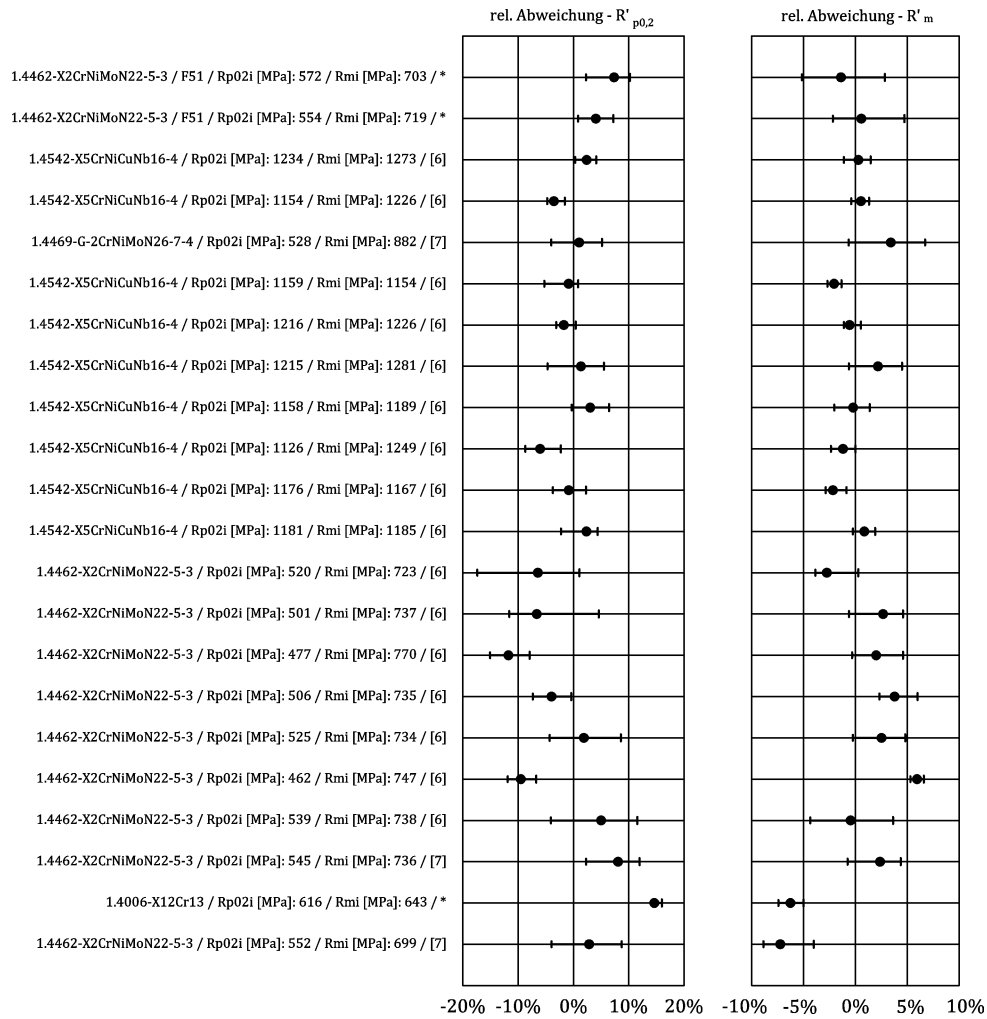 rel. Abweichung - R'p0,2 rel. Abweichung - R'm
1.4462-X2CrNiMoN22-5-3 / F51 / Rp02i [MPa]: 572 / Rmi [MPa]: 703 / *
1.4462-X2CrNiMoN22-5-3 / F51 / Rp02i [MPa]: 554 / Rmi [MPa]: 719 / *
1.4542-X5CrNiCuNb16-4 / Rp02i [MPa]: 1234 / Rmi [MPa]: 1273 / [6]
1.4542-X5CrNiCuNb16-4 / Rp02i [MPa]: 1154 / Rmi [MPa]: 1226 / [6]
1.4469-G-2CrNiMoN26-7-4 / Rp02i [MPa]: 528 / Rmi [MPa]: 882 / [7]
1.4542-X5CrNiCuNb16-4 / Rp02i [MPa]: 1159 / Rmi [MPa]: 1154 / [6]
1.4542-X5CrNiCuNb16-4 / Rp02i [MPa]: 1216 / Rmi [MPa]: 1226 / [6]
1.4542-X5CrNiCuNb16-4 / Rp02i [MPa]: 1215 / Rmi [MPa]: 1281 / [6]
1.4542-X5CrNiCuNb16-4 / Rp02i [MPa]: 1158 / Rmi [MPa]: 1189 / [6]
1.4542-X5CrNiCuNb16-4 / Rp02i [MPa]: 1126 / Rmi [MPa]: 1249 / [6]
1.4542-X5CrNiCuNb16-4 / Rp02i [MPa]: 1176 / Rmi [MPa]: 1167 / [6]
1.4542-X5CrNiCuNb16-4 / Rp02i [MPa]: 1181 / Rmi [MPa]: 1185 / [6]
1.4462-X2CrNiMoN22-5-3 / Rp02i [MPa]: 520 / Rmi [MPa]: 723 / [6]
1.4462-X2CrNiMoN22-5-3 / Rp02i [MPa]: 501 / Rmi [MPa]: 737 / [6]
1.4462-X2CrNiMoN22-5-3 / Rp02i [MPa]: 477 / Rmi [MPa]: 770 / [6]
1.4462-X2CrNiMoN22-5-3 / Rp02i [MPa]: 506 / Rmi [MPa]: 735 / [6]
1.4462-X2CrNiMoN22-5-3 / Rp02i [MPa]: 525 / Rmi [MPa]: 734 / [6]
1.4462-X2CrNiMoN22-5-3 / Rp02i [MPa]: 462 / Rmi [MPa]: 747 / [6]
1.4462-X2CrNiMoN22-5-3 / Rp02i [MPa]: 539 / Rmi [MPa]: 738 / [6]
1.4462-X2CrNiMoN22-5-3 / Rp02i [MPa]: 545 / Rmi [MPa]: 736 / [7]
1.4006-X12Cr13 / Rp02i [MPa]: 616 / Rmi [MPa]: 643 / *
1.4462-X2CrNiMoN22-5-3 / Rp02i [MPa]: 552 / Rmi [MPa]: 699 / [7]
-20% -10% 0% 10% 20% -10% -5% 0% 5% 10%